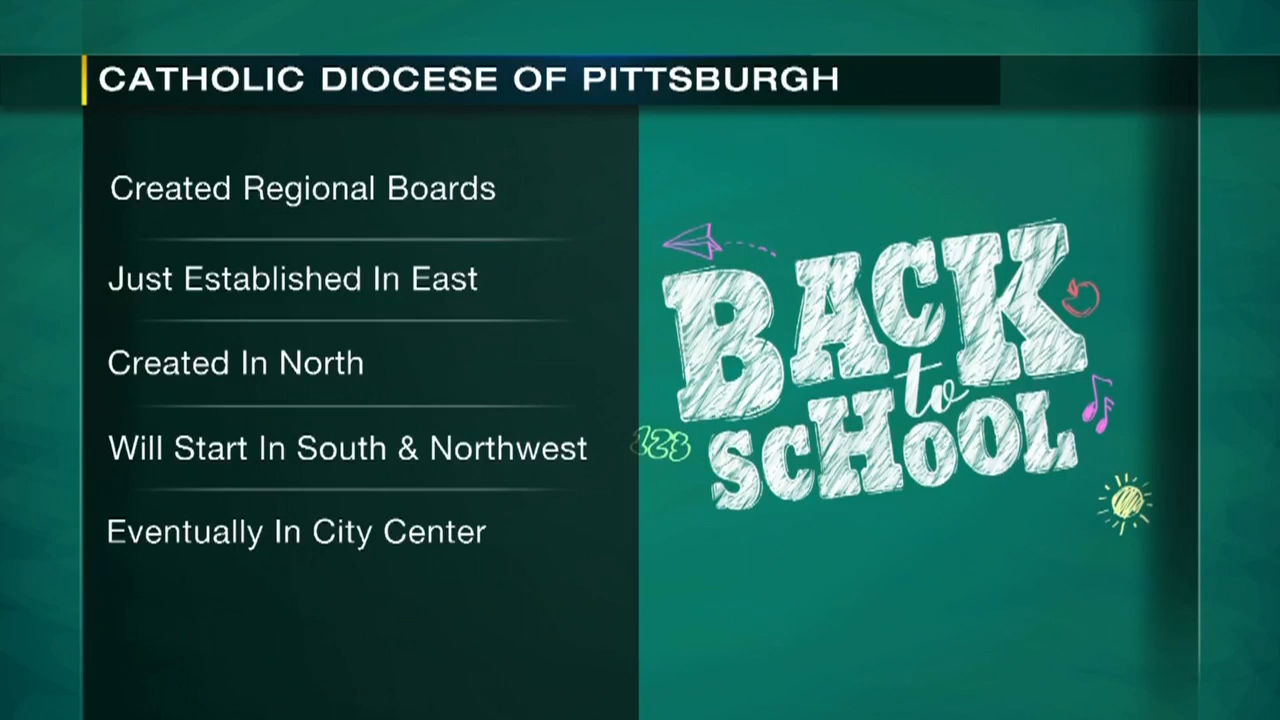 CATHOLIC DIOCESE OF PITTSBURGH
Created Regional Boards
Just Established In East
Created In North
Will Start In South & Northwest
Eventually In City Center
BACK
to
SCHOOL
123